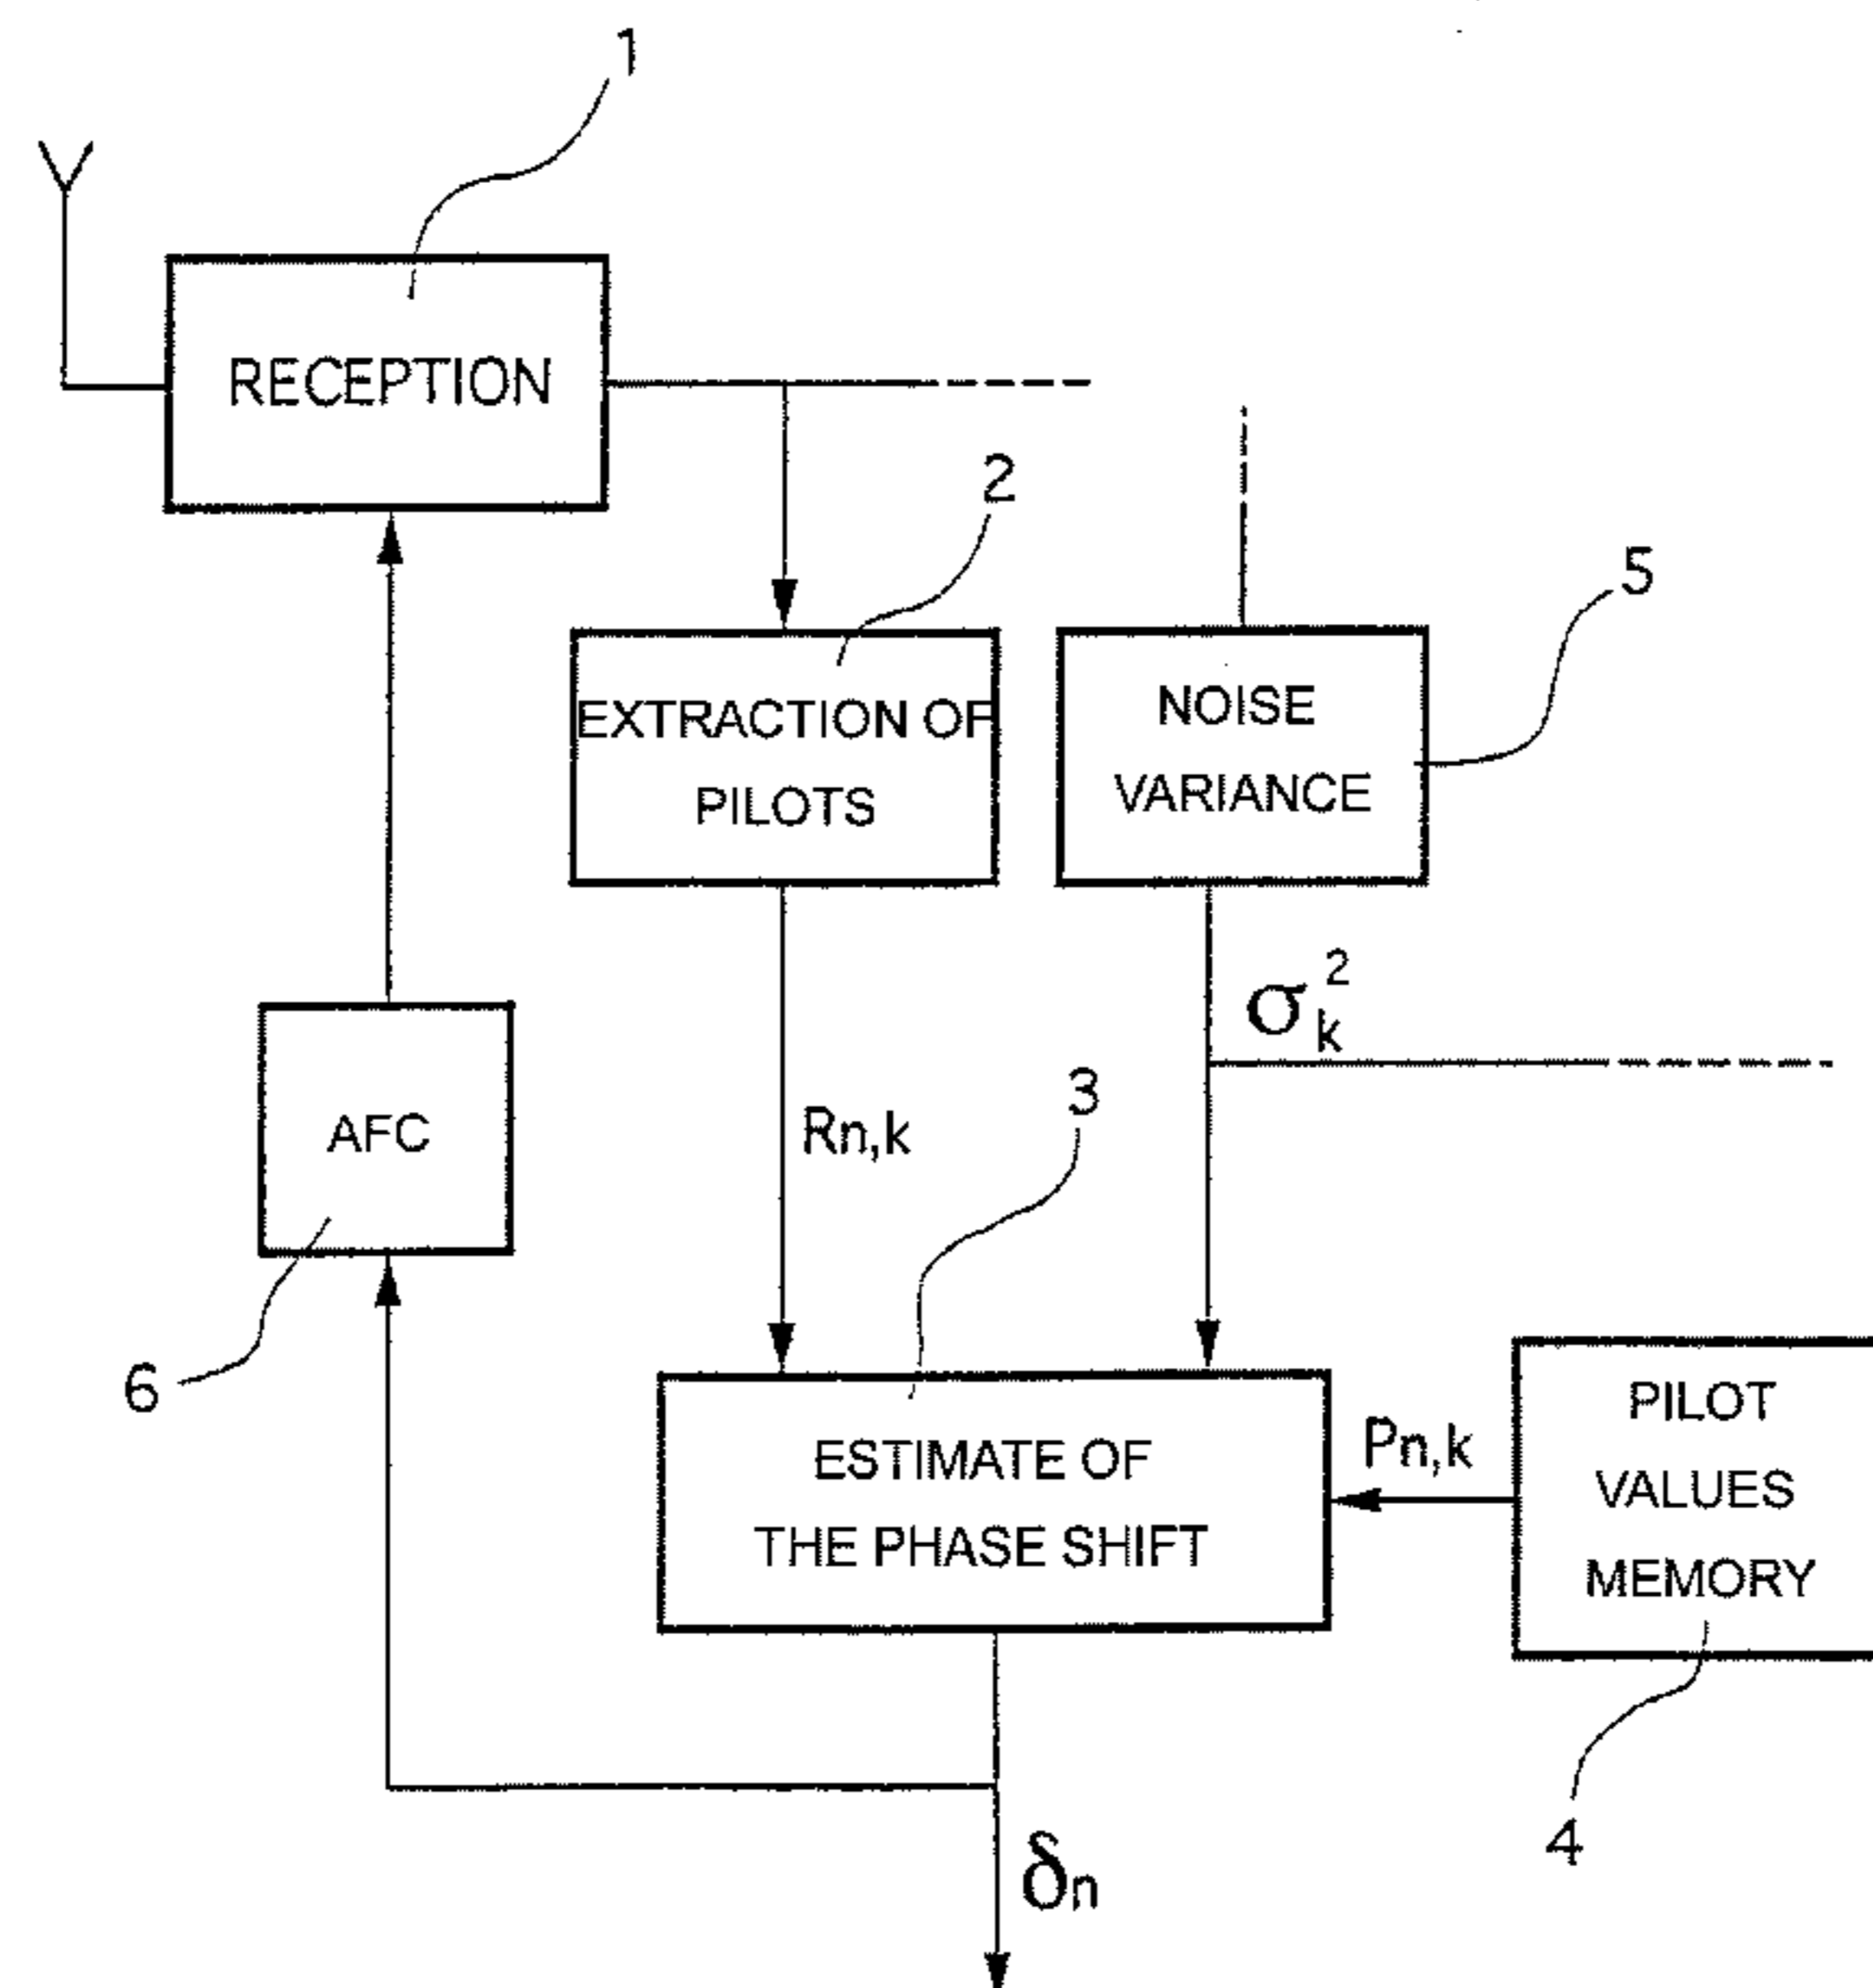 1
RECEPTION
2
5
EXTRACTION OF
PILOTS
NOISE
VARIANCE
σk²
3
Rn,k
AFC
6
ESTIMATE OF
THE PHASE SHIFT
Pn,k
PILOT
VALUES
MEMORY
4
δn